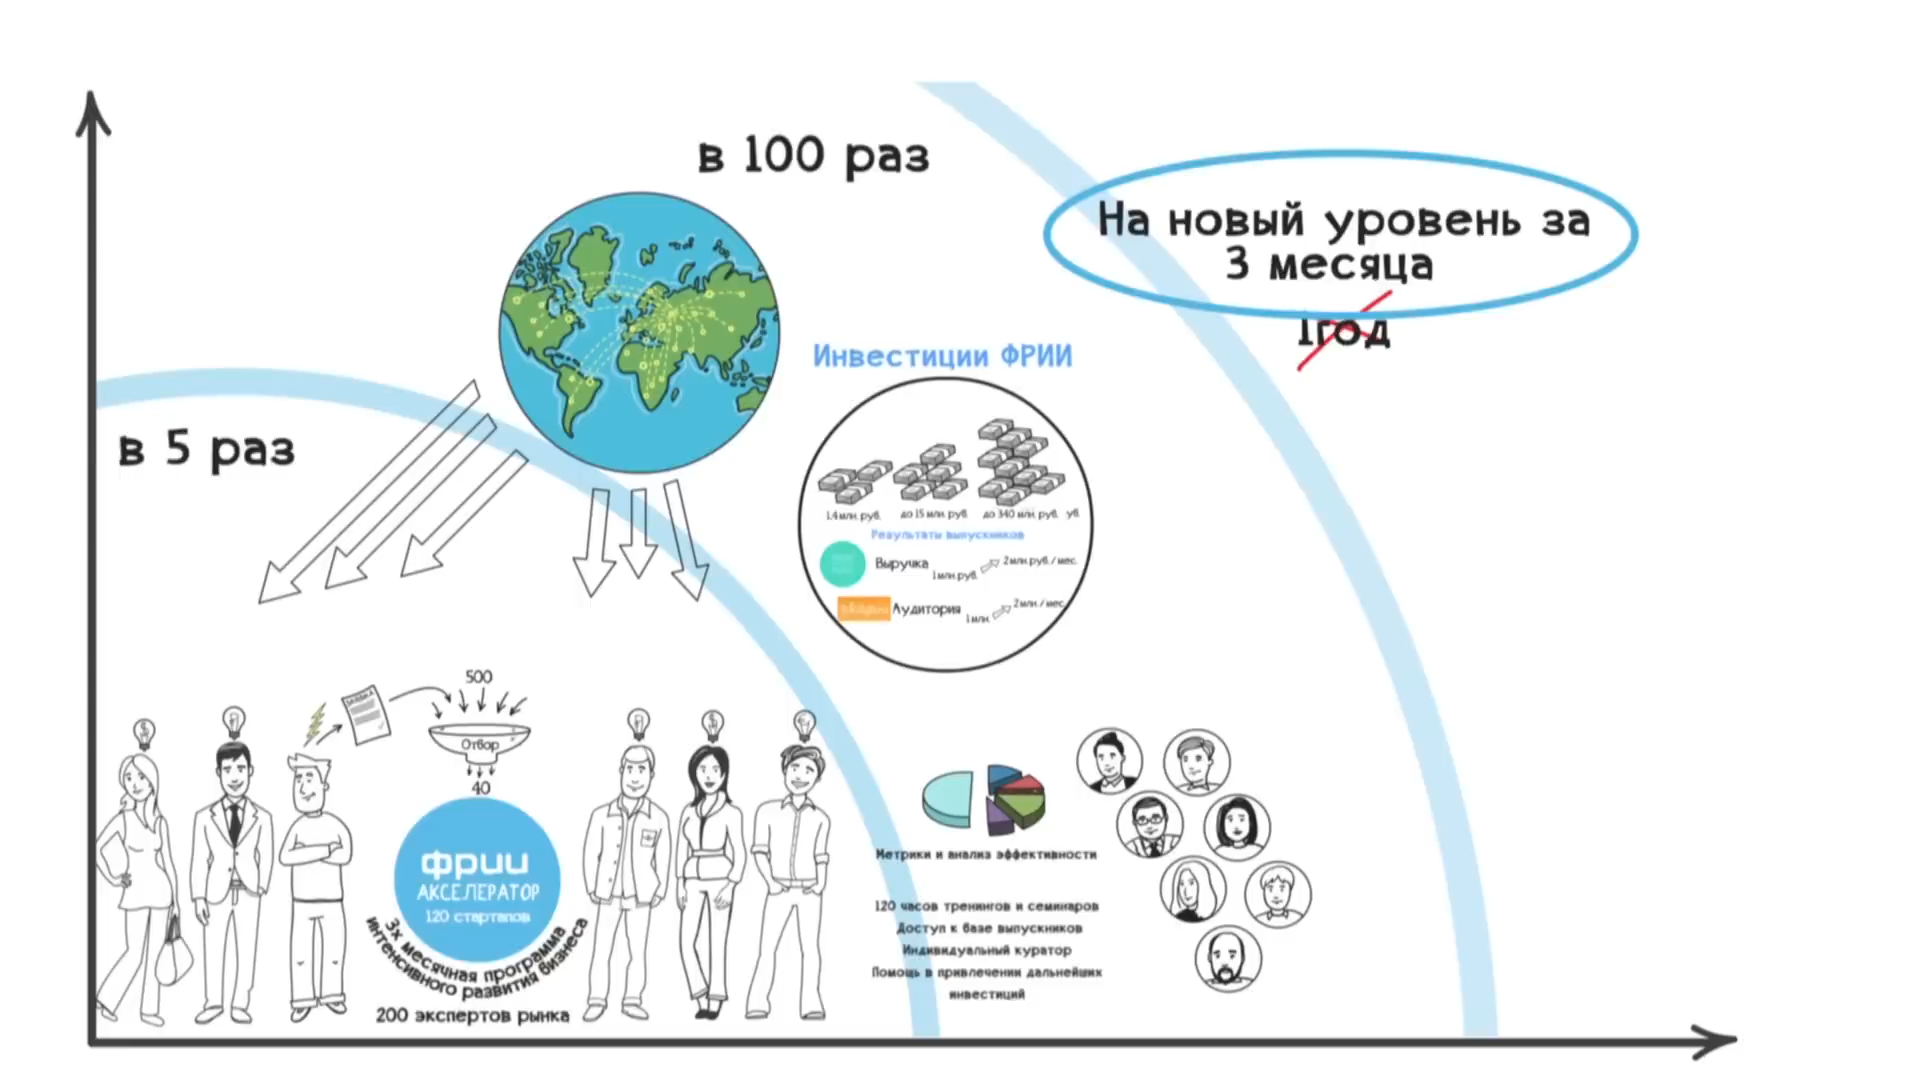 в 100 раз
На новый уровень за
3 месяца
1год
Инвестиции ФРИИ
в 5 раз
1.4 млн. руб.
до 15 млн. руб.
до 340 млн. руб.
уб.
Результаты выпускников
Выручка
1 млн. руб.
2 млн. руб. / мес.
Аудитория
1 млн.
2 млн. / мес.
ЗАЯВКА
500
Отбор
40
фрии
АКСЕЛЕРАТОР
120 стартапов
3х месячная программа
интенсивного развития бизнеса
200 экспертов рынка
Метрики и анализ эффективности
120 часов тренингов и семинаров
Доступ к базе выпускников
Индивидуальный куратор
Помощь в привлечении дальнейших
инвестиций